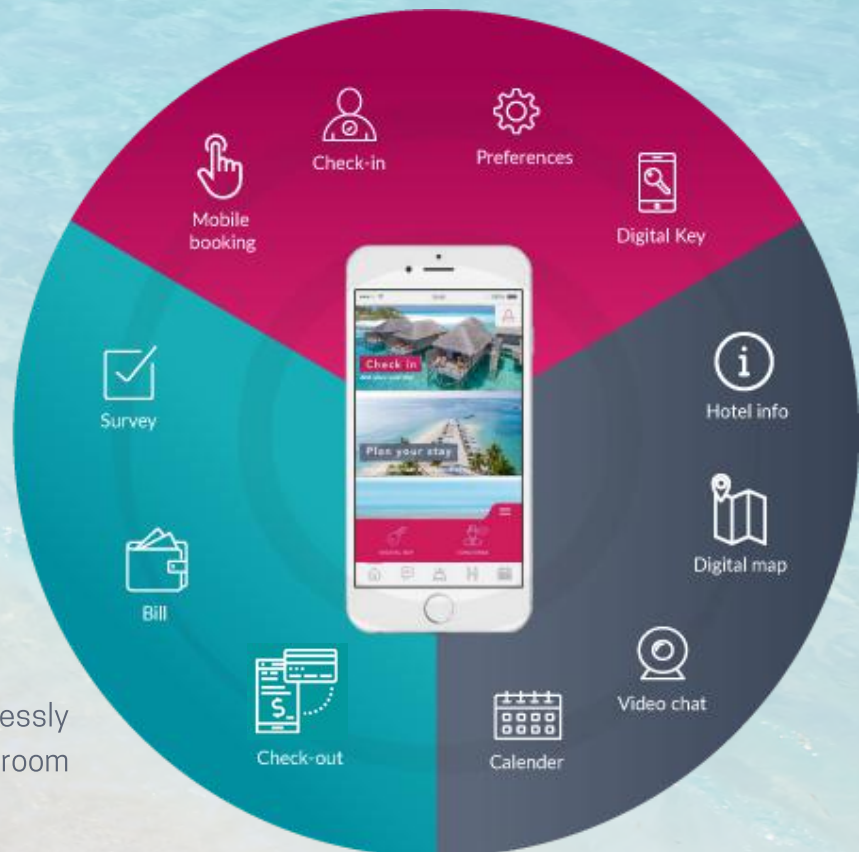 Check-in
Preferences
Mobile
booking
Digital Key
Check in
Plan your stay
Survey
Hotel info
Digital map
Bill
Video chat
Check-out
Calender
essly
room